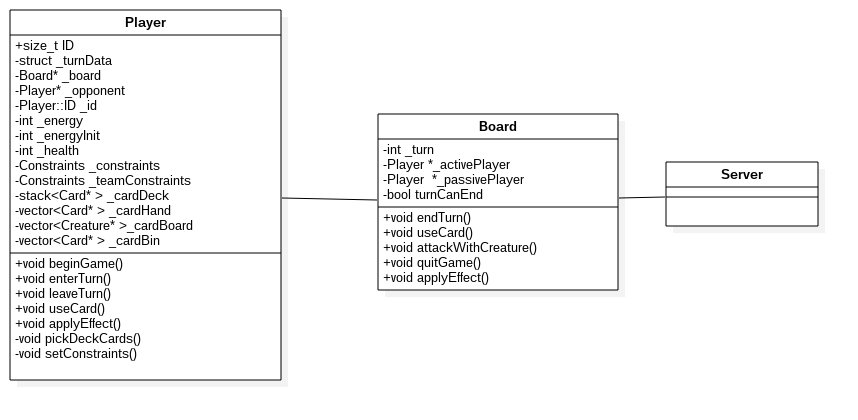 Player
+size_t ID
-struct _turnData
-Board* _board
-Player* _opponent
-Player::ID _id
-int _energy
-int _energyInit
-int _health
-Constraints _constraints
-Constraints _teamConstraints
-stack<Card* > _cardDeck
-vector<Card* > _cardHand
-vector<Creature* >_cardBoard
-vector<Card* > _cardBin
+void beginGame()
+void enterTurn()
+void leaveTurn()
+void useCard()
+void applyEffect()
-void pickDeckCards()
-void setConstraints()
Board
-int _turn
-Player *_activePlayer
-Player  *_passivePlayer
-bool turnCanEnd
+void endTurn()
+void useCard()
+void attackWithCreature()
+void quitGame()
+void applyEffect()
Server